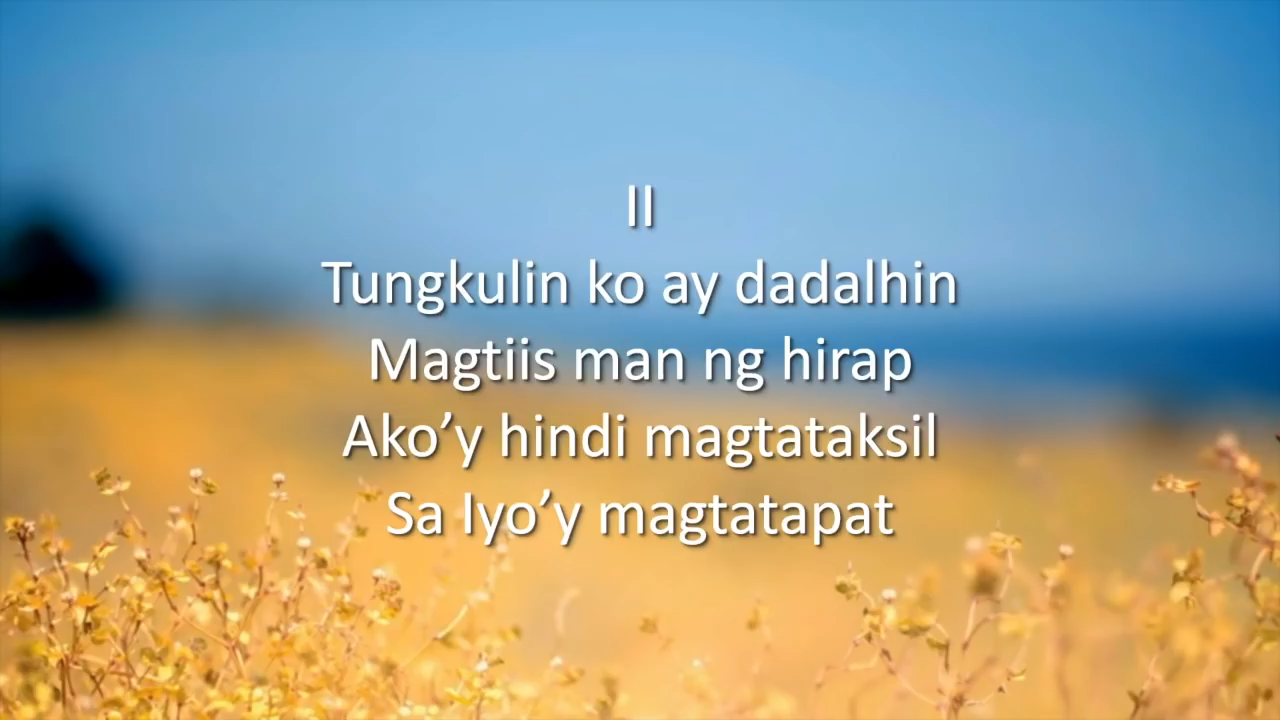 II
Tungkulin ko ay dadalhin
Magtiis man ng hirap
Ako’y hindi magtataksil
Sa Iyo’y magtatapat